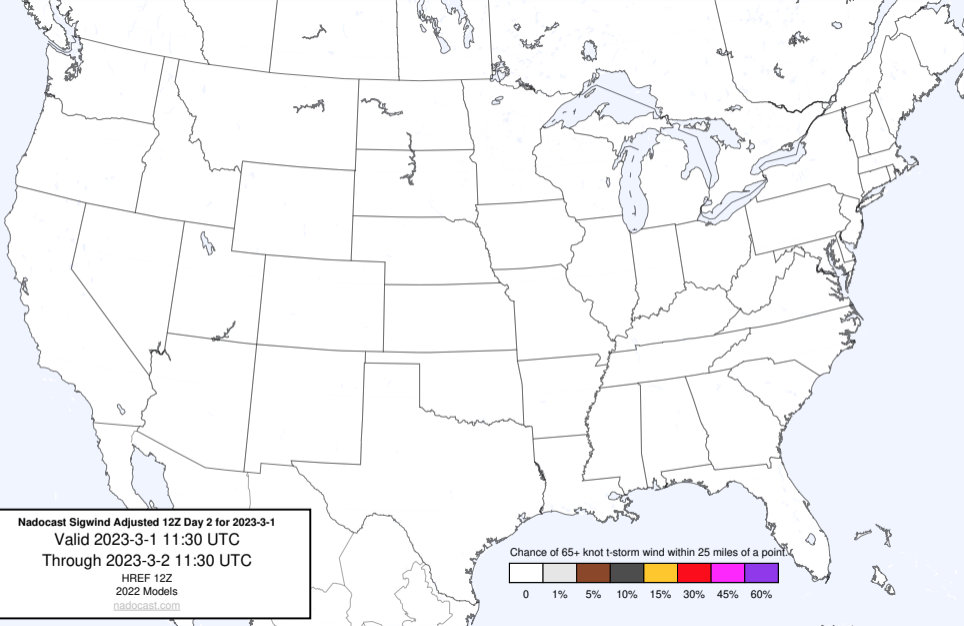 Nadocast Sigwind Adjusted 12Z Day 2 for 2023-3-1
Valid 2023-3-1 11:30 UTC
Through 2023-3-2 11:30 UTC
HREF 12Z
2022 Models
nadocast.com
Chance of 65+ knot t-storm wind within 25 miles of a point.
0 1% 5% 10% 15% 30% 45% 60%